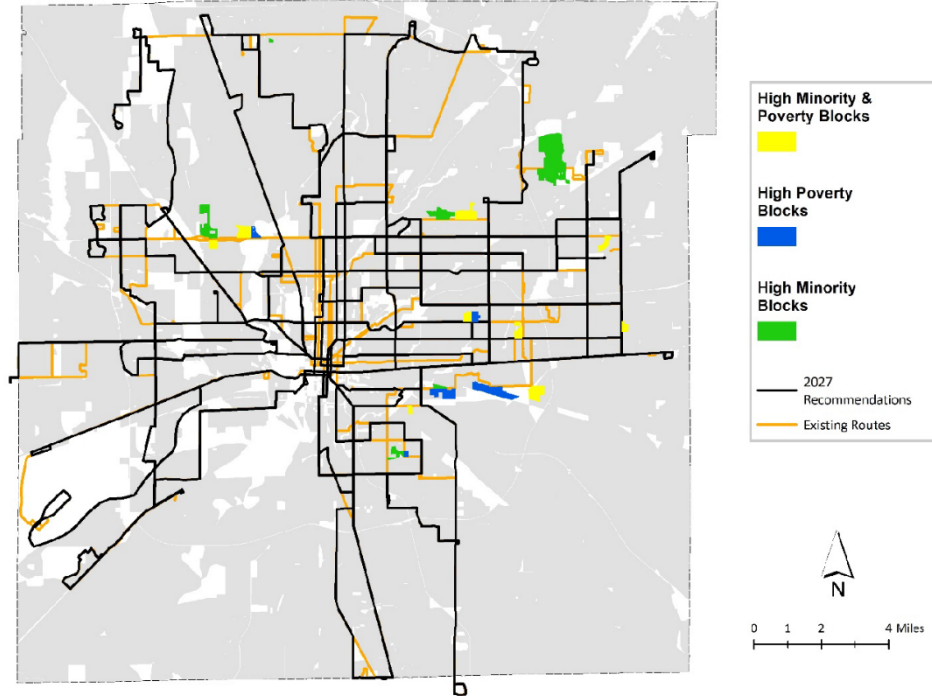 High Minority &
Poverty Blocks
High Poverty
Blocks
High Minority
Blocks
2027
Recommendations
Existing Routes
N
0 1 2 4 Miles